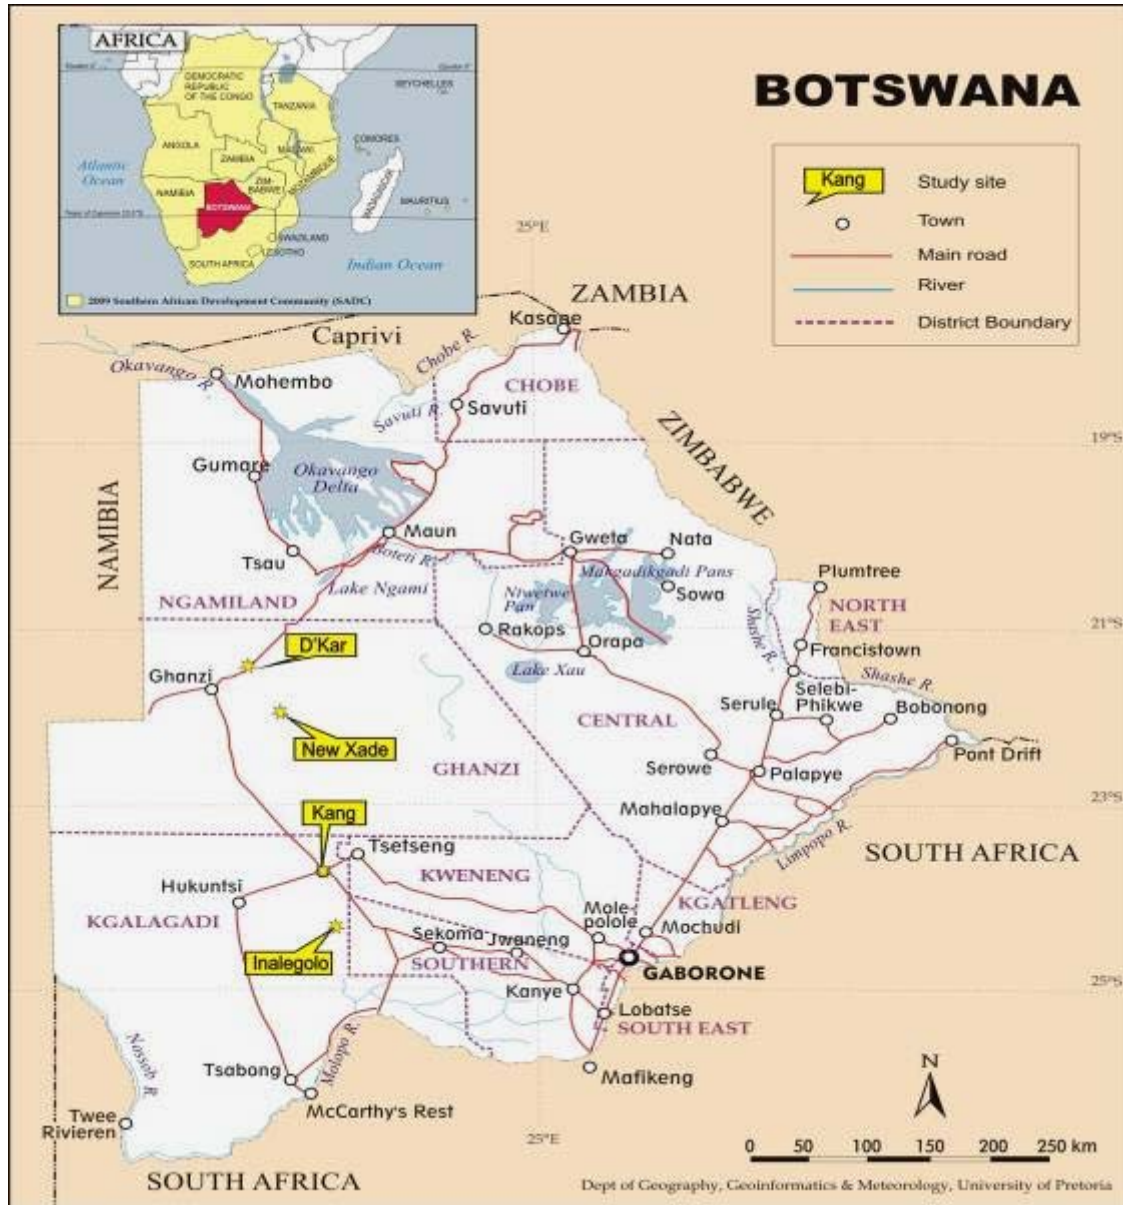 AFRICA
Equator 0°
DEMOCRATIC
REPUBLIC
OF THE CONGO
SEYCHELLES
TANZANIA
COMORES
ANGOLA
MALAWI
ZAMBIA
Atlantic
Ocean
MOZAMBIQUE
ZIM-
BABWE
NAMIBIA
MADAGASCAR
MAURITIUS
BOTSWANA
SWAZILAND
LESOTHO
SOUTH AFRICA
Indian Ocean
2009 Southern African Development Community (SADC)
BOTSWANA
Kang
Study site
Town
Main road
River
District Boundary
25°E
ZAMBIA
Kasane
Caprivi
Chobe R.
Okavango R.
Mohembo
CHOBE
Savuti R.
Savuti
ZIMBABWE
19°S
Gumare
Okavango
Delta
NAMIBIA
Maun
Gweta
Nata
Tsau
Boteti R.
Makgadikgadi Pans
Plumtree
Lake Ngami
Ntwetwe
Pan
Sowa
NGAMILAND
NORTH
EAST
Shashe R.
21°S
Rakops
Orapa
Francistown
D'Kar
Lake Xau
Shashe R.
Ghanzi
Selebi-
Phikwe
Serule
Bobonong
CENTRAL
New Xade
Pont Drift
GHANZI
Serowe
Palapye
23°S
Kang
Mahalapye
Limpopo R.
Tsetseng
SOUTH AFRICA
KWENENG
Hukuntsi
KGATLENG
KGALAGADI
Mole-
polole
Mochudi
Sekoma
Jwaneng
Inalegolo
SOUTHERN
GABORONE
25°S
Kanye
Lobatse
SOUTH EAST
Nossob R.
Molopo R.
Tsabong
Mafikeng
McCarthy's Rest
N
Twee
Rivieren
25°E
0 50 100 150 200 250 km
SOUTH AFRICA
Dept of Geography, Geoinformatics & Meteorology, University of Pretoria